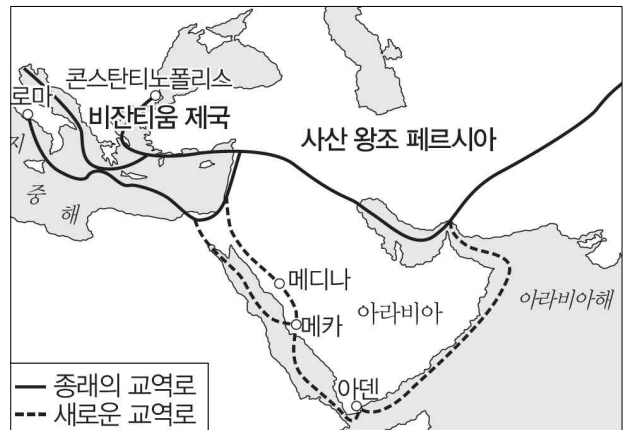 콘스탄티노폴리스
로마
비잔티움 제국
사산 왕조 페르시아
지
중
해
메디나
메카
아라비아
아라비아해
아덴
종래의 교역로
새로운 교역로